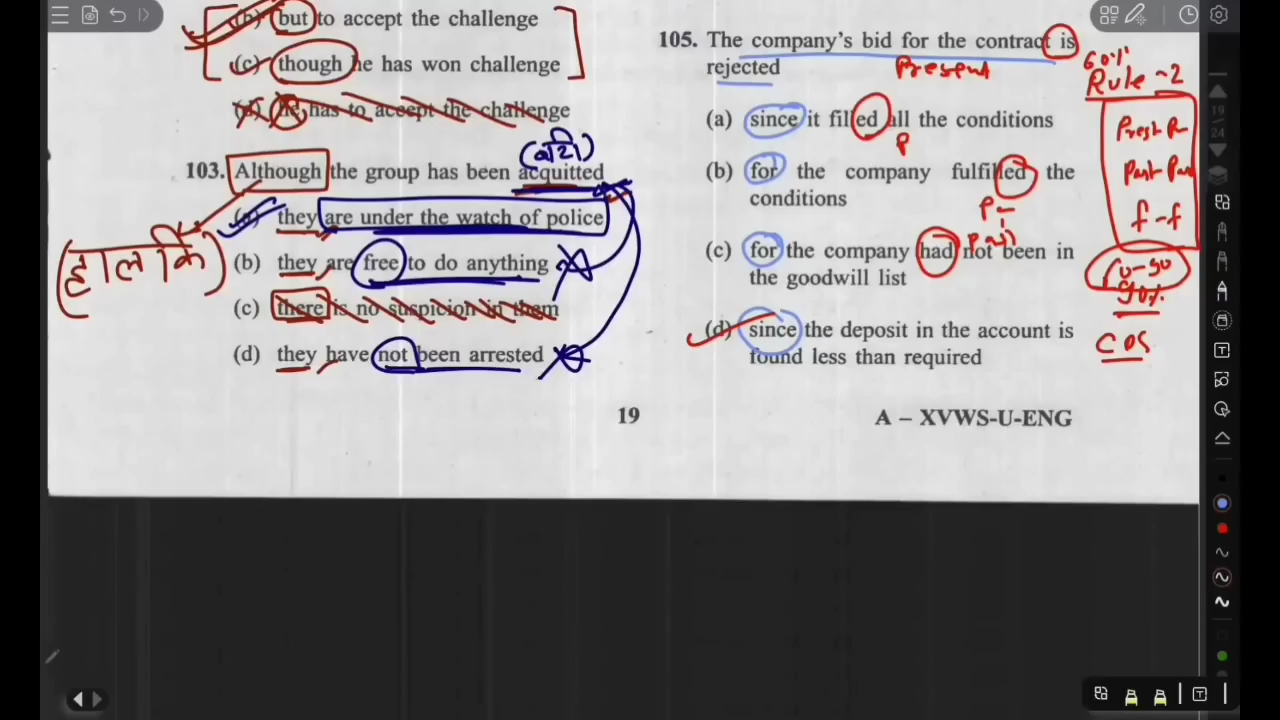 (b) but to accept the challenge
(c) though he has won challenge
he has to accept the challenge
103. Although the group has been acquitted
(a) they are under the watch of police
(b) they are free to do anything
(c) there is no suspicion in them
(d) they have not been arrested
19
105. The company's bid for the contract is
rejected
Present
(a) since it filled all the conditions
P
(b) for the company fulfilled the
conditions
(c) for the company had not been in
the goodwill list
(d) since the deposit in the account is
found less than required
A – XVWS-U-ENG
60%
Rule -2
f-f
90%
19
24